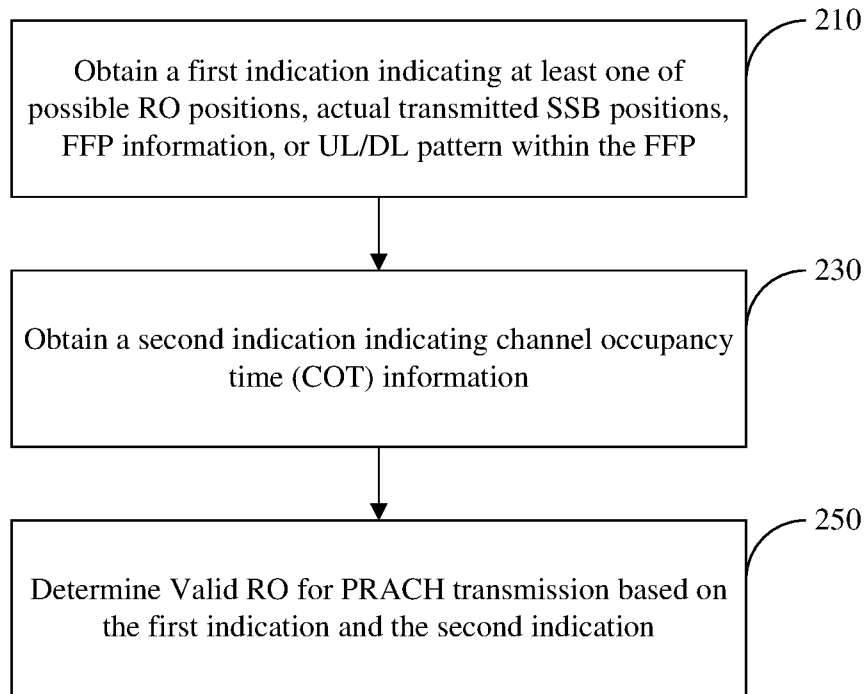 210
Obtain a first indication indicating at least one of
possible RO positions, actual transmitted SSB positions,
FFP information, or UL/DL pattern within the FFP
230
Obtain a second indication indicating channel occupancy
time (COT) information
250
Determine Valid RO for PRACH transmission based on
the first indication and the second indication